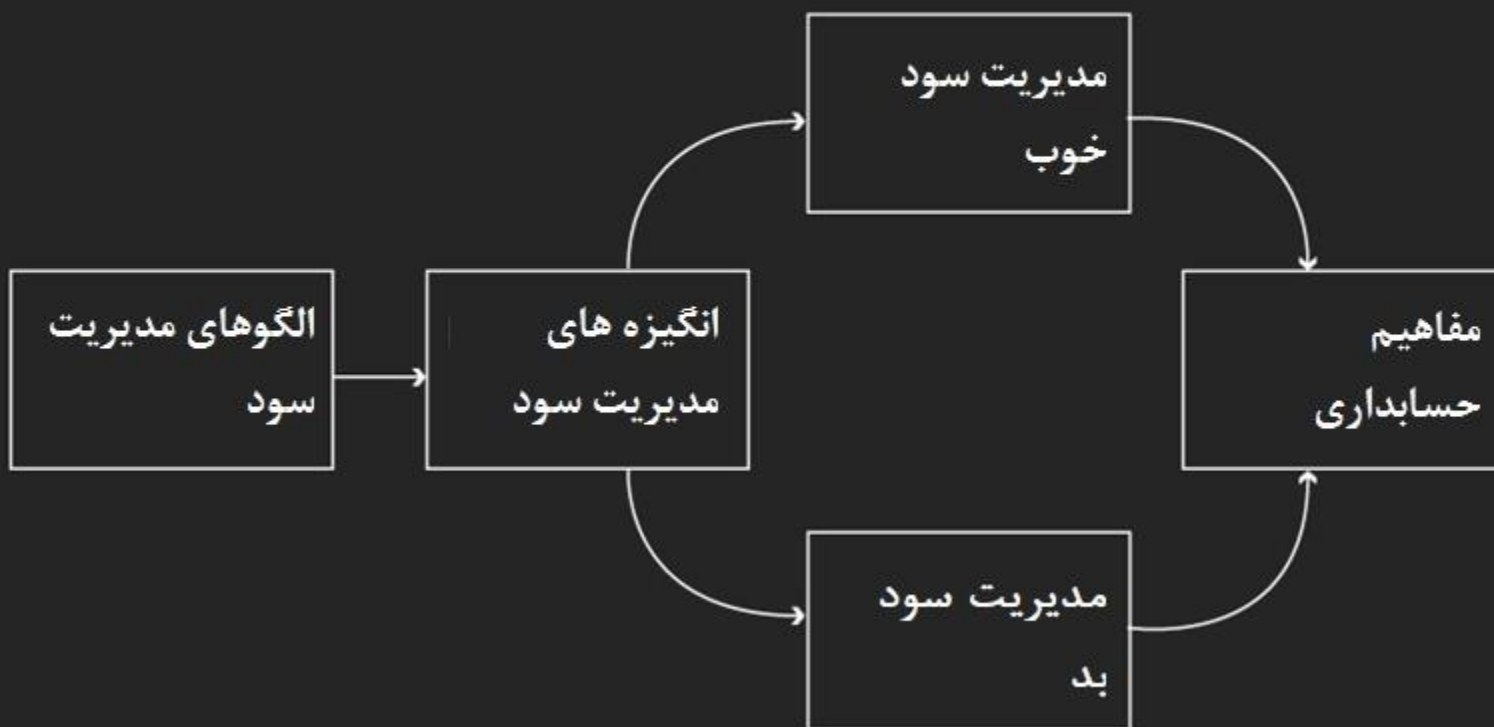 مدیریت سود
خوب
الگوهای مدیریت
سود
انگیزه های
مدیریت سود
مفاهیم
حسابداری
مدیریت سود
بد